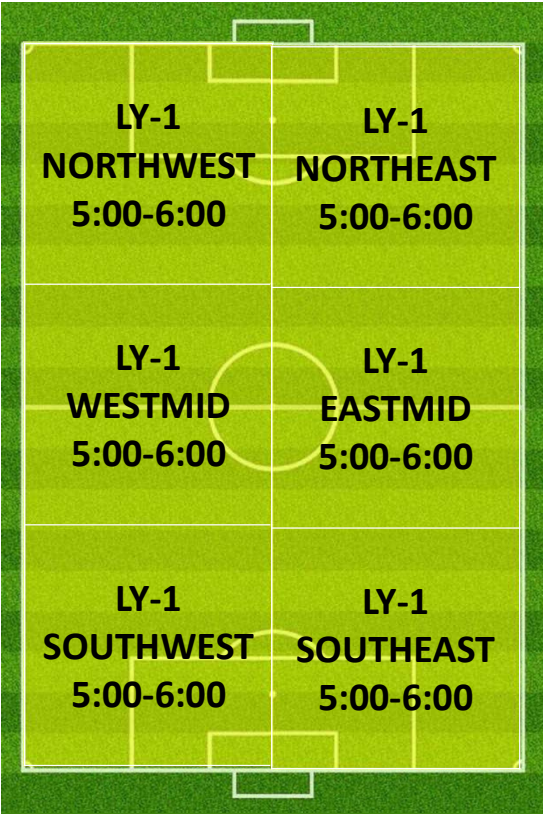 LY-1
NORTHWEST
5:00-6:00
LY-1
NORTHEAST
5:00-6:00
LY-1
WESTMID
5:00-6:00
LY-1
EASTMID
5:00-6:00
LY-1
SOUTHWEST
5:00-6:00
LY-1
SOUTHEAST
5:00-6:00